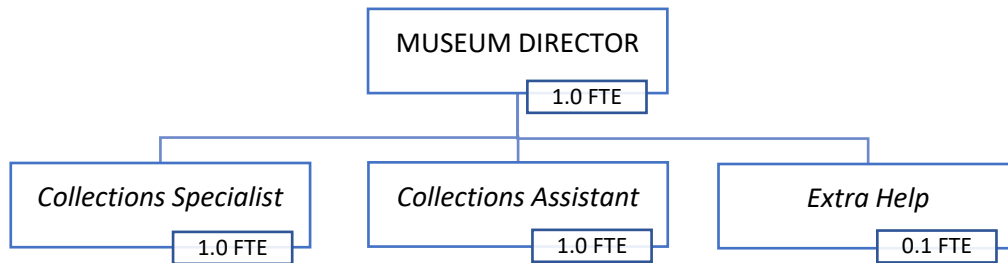 MUSEUM DIRECTOR
1.0 FTE
Collections Specialist
1.0 FTE
Collections Assistant
1.0 FTE
Extra Help
0.1 FTE